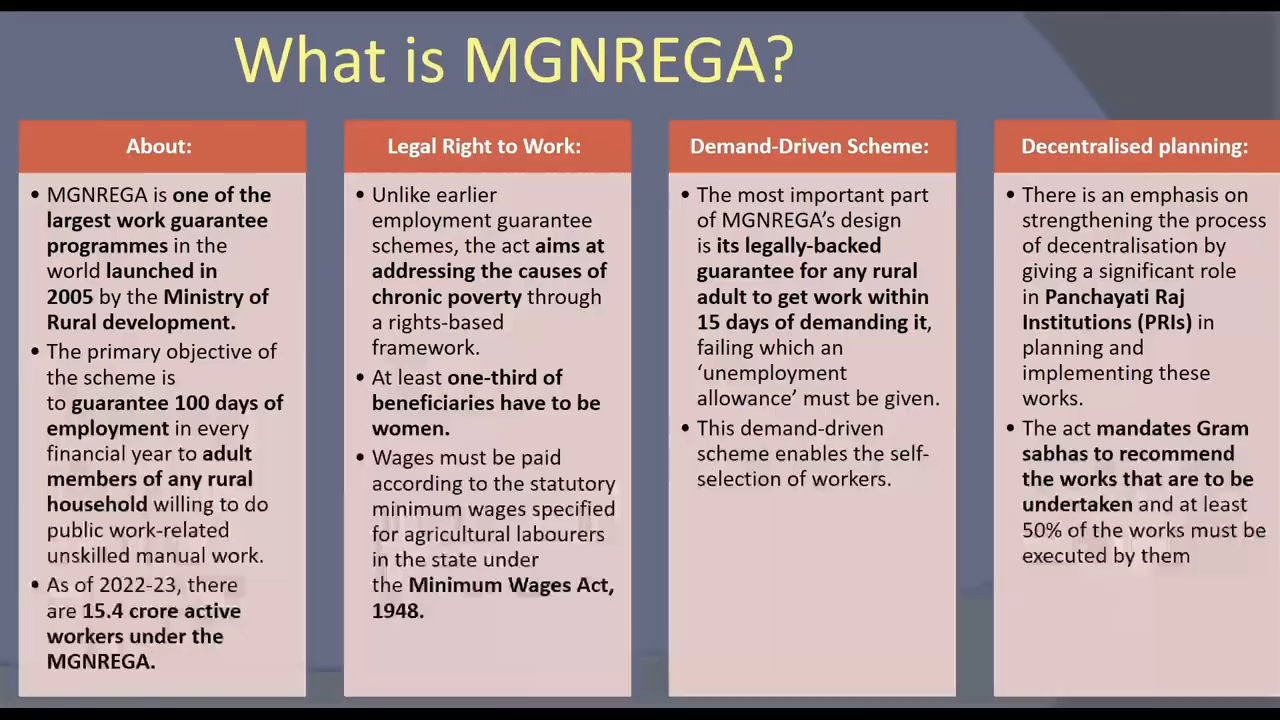 What is MGNREGA?
About:
• MGNREGA is one of the
largest work guarantee
programmes in the
world launched in
2005 by the Ministry of
Rural development.
• The primary objective of
the scheme is
to guarantee 100 days of
employment in every
financial year to adult
members of any rural
household willing to do
public work-related
unskilled manual work.
• As of 2022-23, there
are 15.4 crore active
workers under the
MGNREGA.
Legal Right to Work:
• Unlike earlier
employment guarantee
schemes, the act aims at
addressing the causes of
chronic poverty through
a rights-based
framework.
• At least one-third of
beneficiaries have to be
women.
• Wages must be paid
according to the statutory
minimum wages specified
for agricultural labourers
in the state under
the Minimum Wages Act,
1948.
Demand-Driven Scheme:
• The most important part
of MGNREGA’s design
is its legally-backed
guarantee for any rural
adult to get work within
15 days of demanding it,
failing which an
‘unemployment
allowance’ must be given.
• This demand-driven
scheme enables the self-
selection of workers.
Decentralised planning:
• There is an emphasis on
strengthening the process
of decentralisation by
giving a significant role
in Panchayati Raj
Institutions (PRIs) in
planning and
implementing these
works.
• The act mandates Gram
sabhas to recommend
the works that are to be
undertaken and at least
50% of the works must be
executed by them